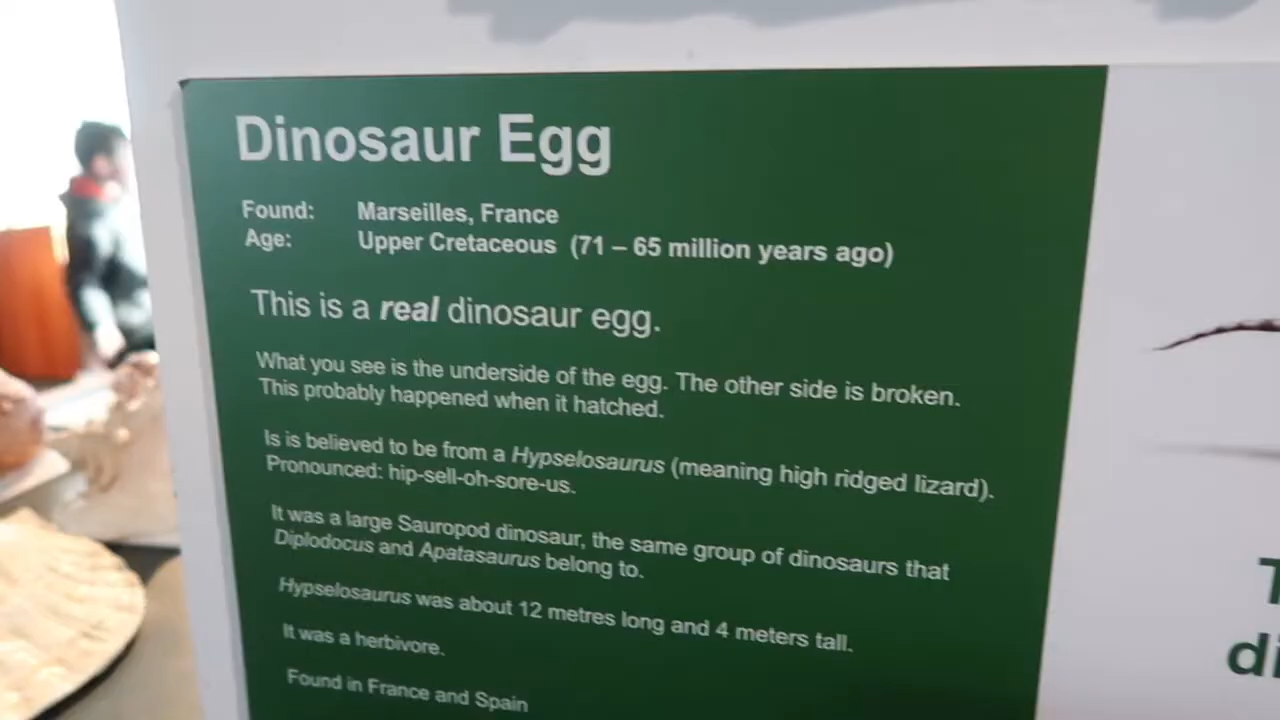 Dinosaur Egg
Found: Marseilles, France
Age: Upper Cretaceous (71 – 65 million years ago)
This is a real dinosaur egg.
What you see is the underside of the egg. The other side is broken.
This probably happened when it hatched.
Is is believed to be from a Hypselosaurus (meaning high ridged lizard).
Pronounced: hip-sell-oh-sore-us.
It was a large Sauropod dinosaur, the same group of dinosaurs that
Diplodocus and Apatasaurus belong to.
Hypselosaurus was about 12 metres long and 4 meters tall.
It was a herbivore.
Found in France and Spain